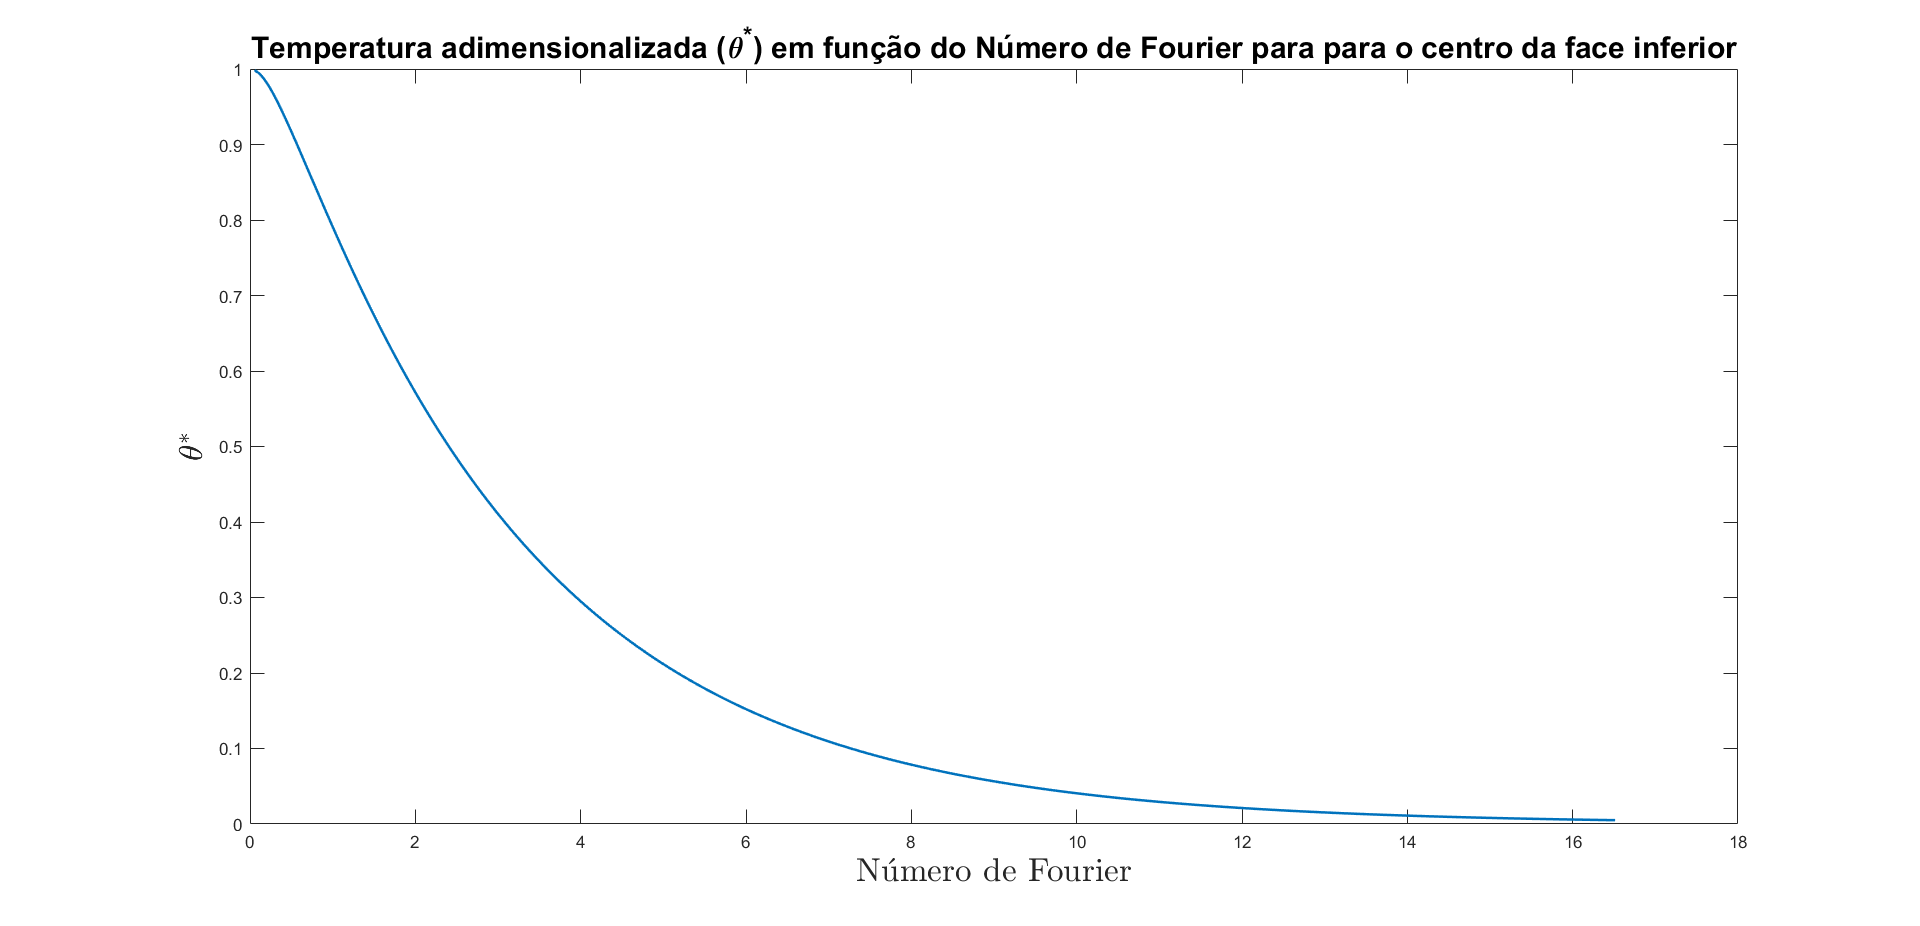 Temperatura adimensionalizada (θ*) em função do Número de Fourier para para o centro da face inferior
1
0.9
0.8
0.7
0.6
0.5
0.4
0.3
0.2
0.1
0
θ*
0 2 4 6 8 10 12 14 16 18
Número de Fourier